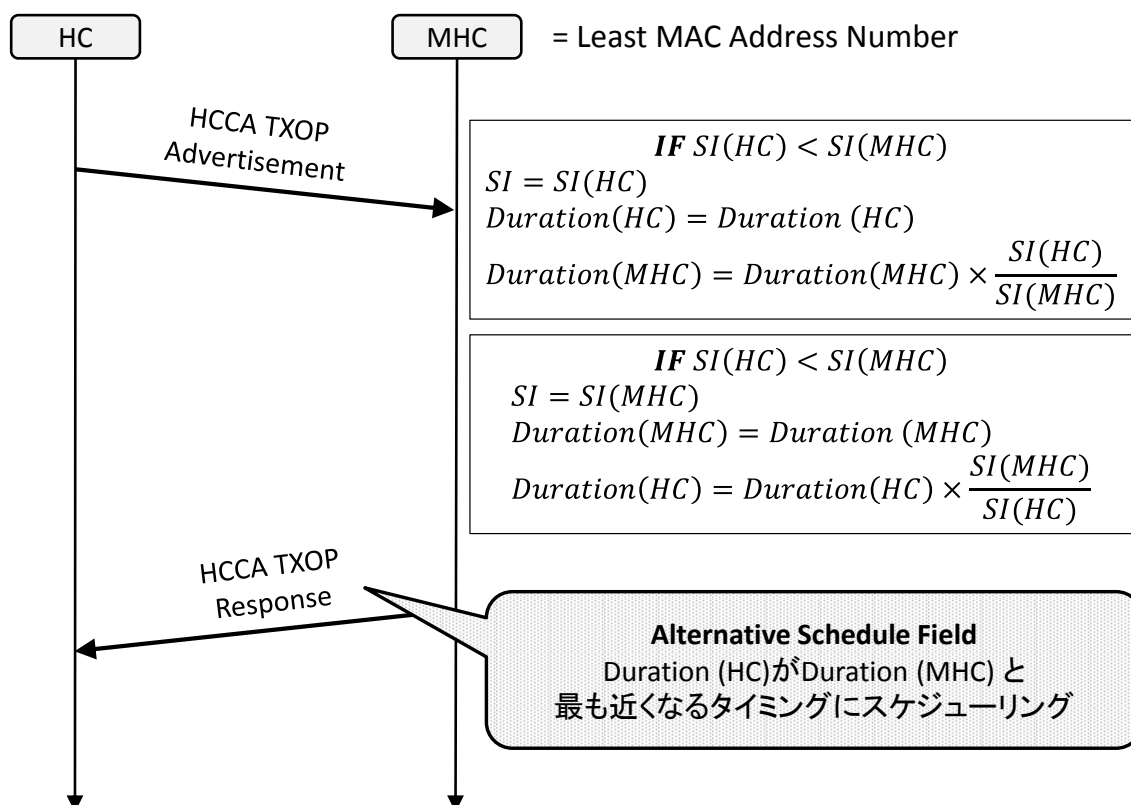 HC
MHC
= Least MAC Address Number
HCCA TXOP
Advertisement
IF SI(HC) < SI(MHC)
SI = SI(HC)
Duration(HC) = Duration (HC)
Duration(MHC) = Duration(MHC) × SI(HC)/SI(MHC)
IF SI(HC) < SI(MHC)
SI = SI(MHC)
Duration(MHC) = Duration (MHC)
Duration(HC) = Duration(HC) × SI(MHC)/SI(HC)
HCCA TXOP
Response
Alternative Schedule Field
Duration (HC)がDuration (MHC) と
最も近くなるタイミングにスケジューリング